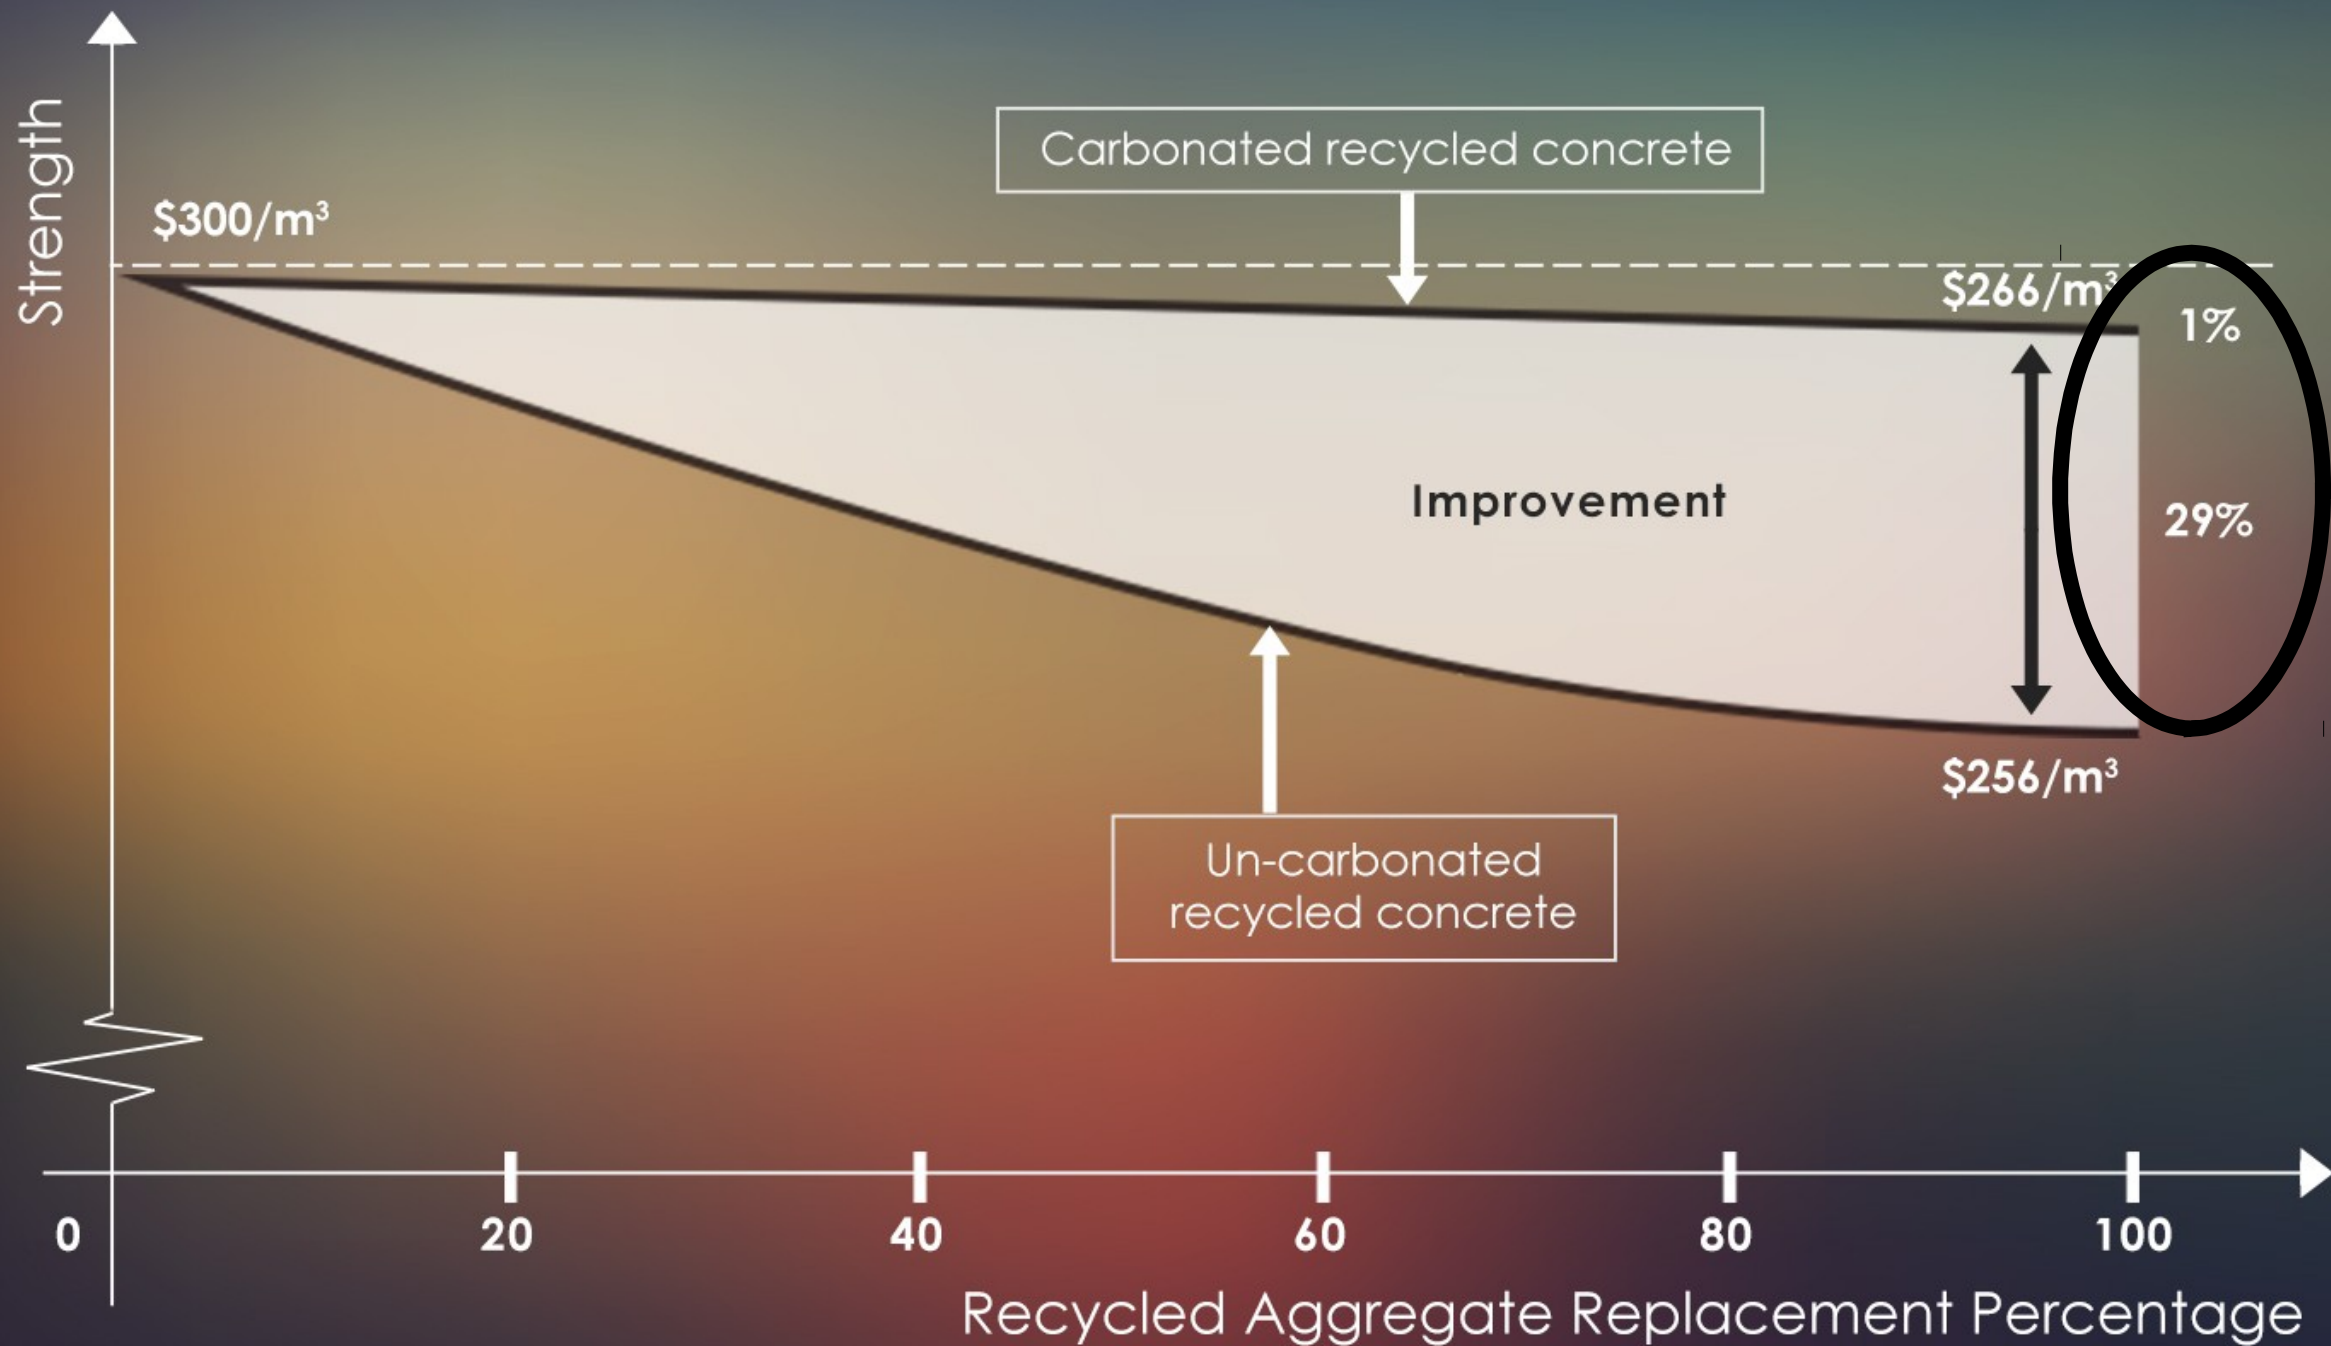 Strength
$300/m³
Carbonated recycled concrete
$266/m³
1%
Improvement
29%
$256/m³
Un-carbonated
recycled concrete
0
20
40
60
80
100
Recycled Aggregate Replacement Percentage